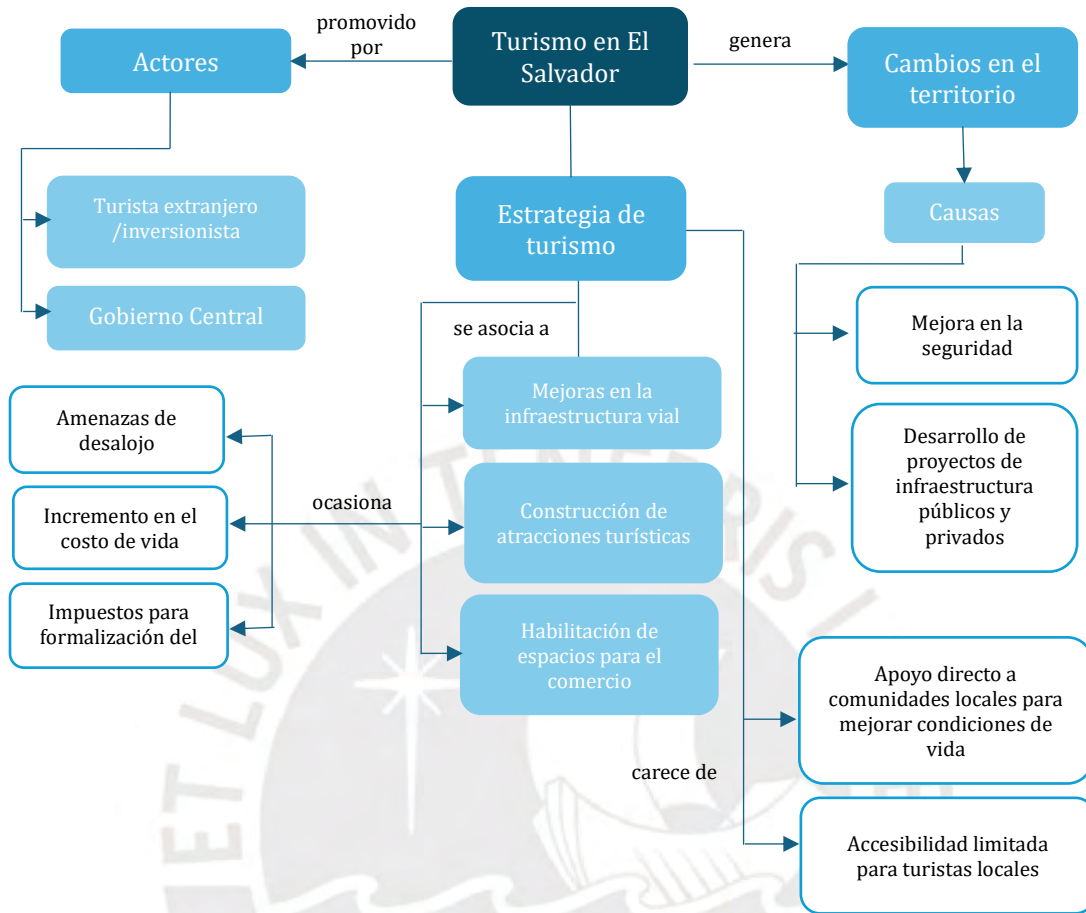 promovido
por
Actores
Turismo en El
Salvador
genera
Cambios en el
territorio
Turista extranjero
/inversionista
Gobierno Central
Estrategia de
turismo
Causas
se asocia a
Mejora en la
seguridad
Mejoras en la
infraestructura vial
Desarrollo de
proyectos de
infraestructura
públicos y
privados
Amenazas de
desalojo
Incremento en el
costo de vida
Impuestos para
formalización del
ocasiona
Construcción de
atracciones turísticas
Habilitación de
espacios para el
comercio
carece de
Apoyo directo a
comunidades locales para
mejorar condiciones de
vida
Accesibilidad limitada
para turistas locales
ET LUX IN TENEBRIS